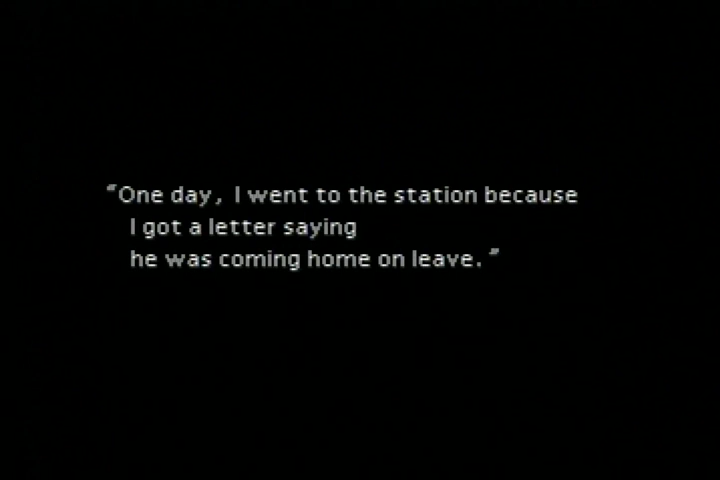 “One day, I went to the station because
I got a letter saying
he was coming home on leave.”